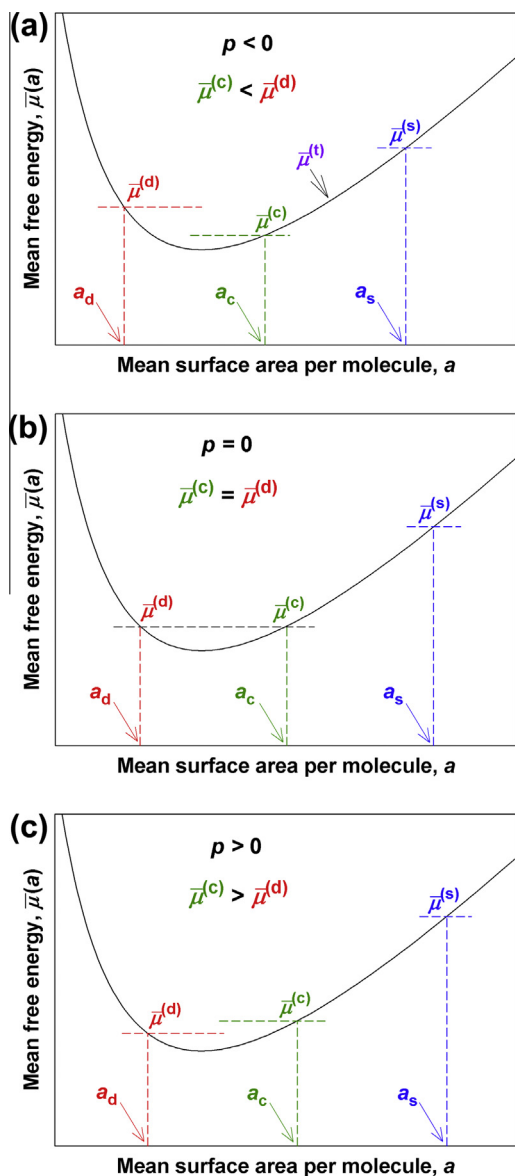 (a)
p < 0
μ̄(c) < μ̄(d)
μ̄(s)
μ̄(t)
μ̄(d)
μ̄(c)
ad
ac
as
Mean free energy, μ̄(a)
Mean surface area per molecule, a
(b)
p = 0
μ̄(c) = μ̄(d)
μ̄(s)
μ̄(d)
μ̄(c)
ad
ac
as
Mean free energy, μ̄(a)
Mean surface area per molecule, a
(c)
p > 0
μ̄(c) > μ̄(d)
μ̄(s)
μ̄(d)
μ̄(c)
ad
ac
as
Mean free energy, μ̄(a)
Mean surface area per molecule, a